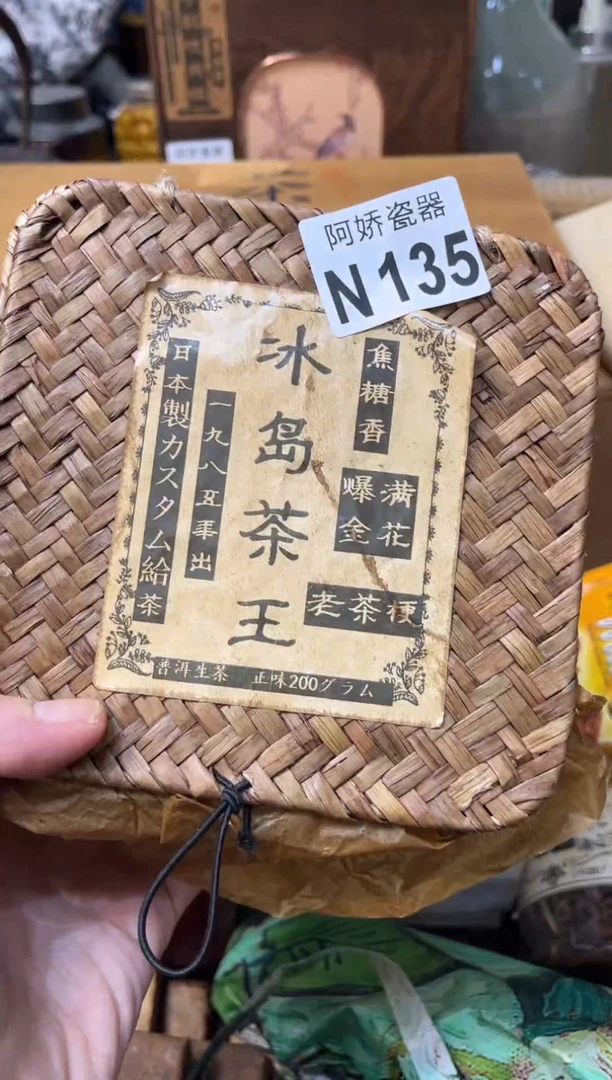 阿娇瓷器
N135
冰岛茶王
焦糖香
满花
爆金
老茶梗
一九八五年出
日本製カスタム給茶
普洱生茶 正味200グラム
茶